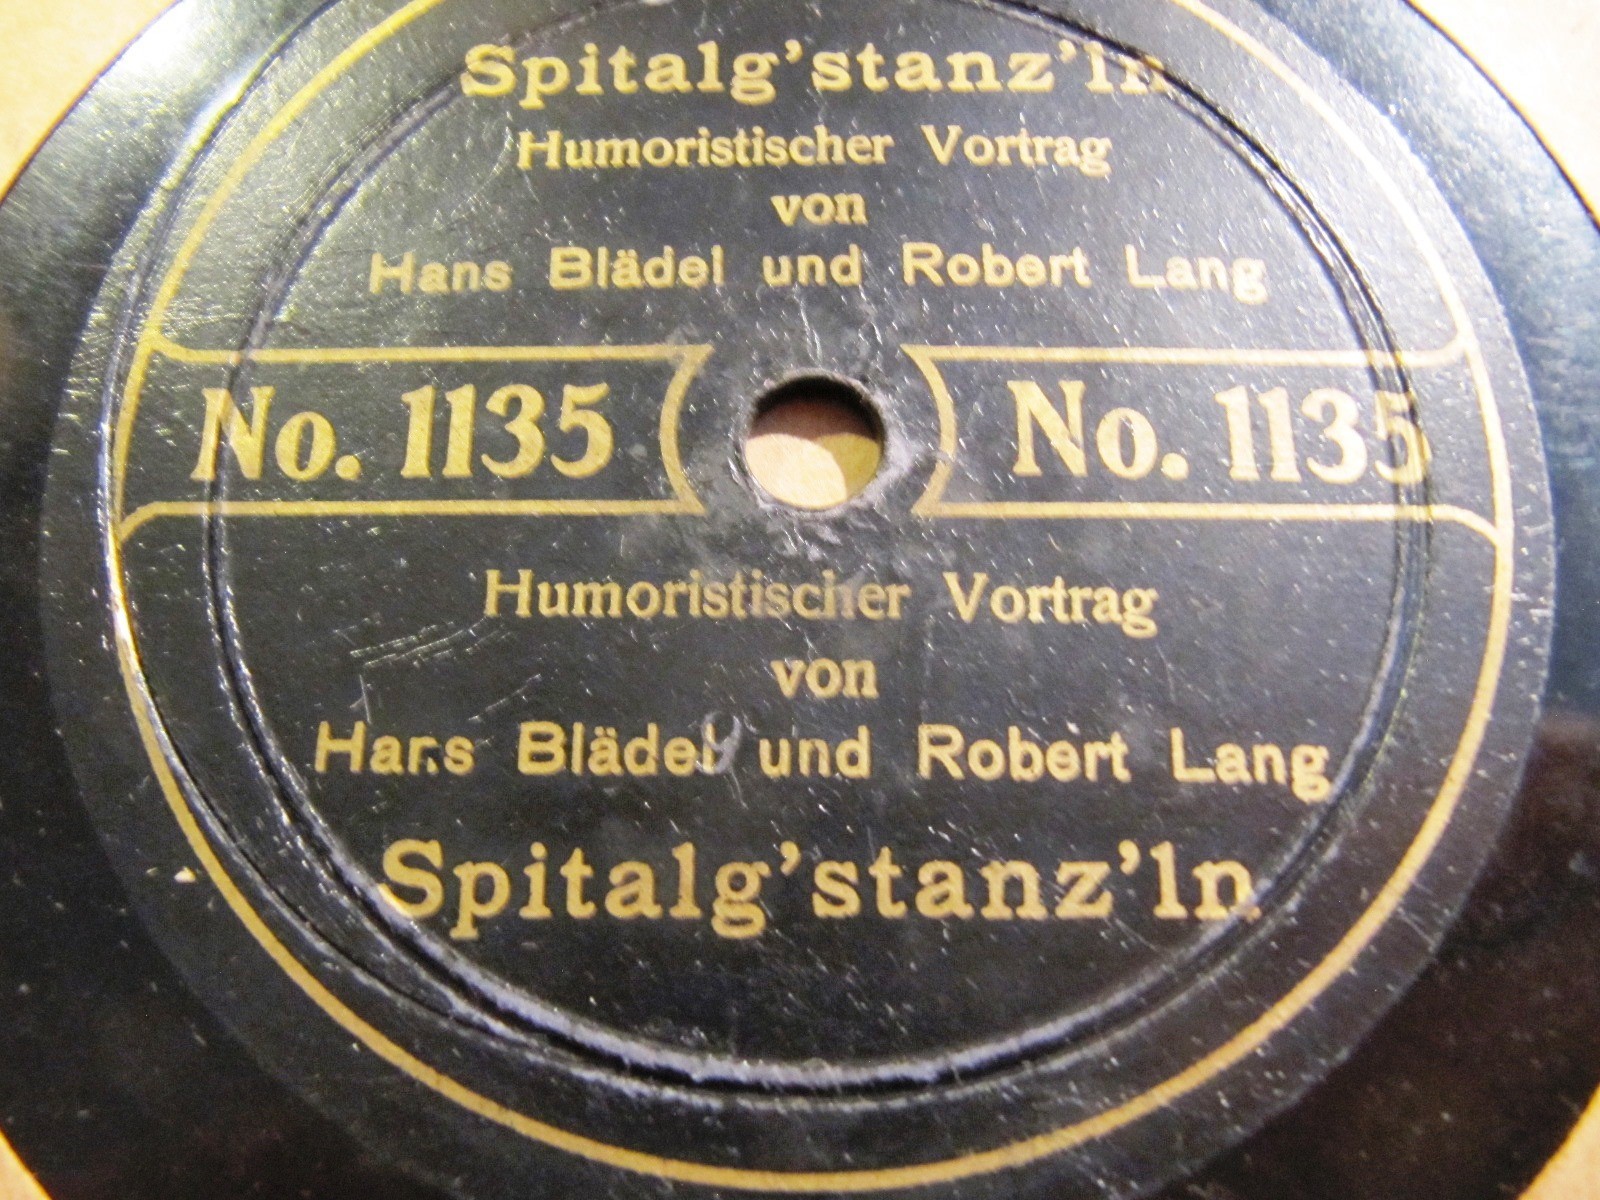 Spitalg'stanz'ln
Humoristischer Vortrag
von
Hans Blädel und Robert Lang
No. 1135 No. 1135
Humoristischer Vortrag
von
Hans Blädel und Robert Lang
Spitalg'stanz'ln